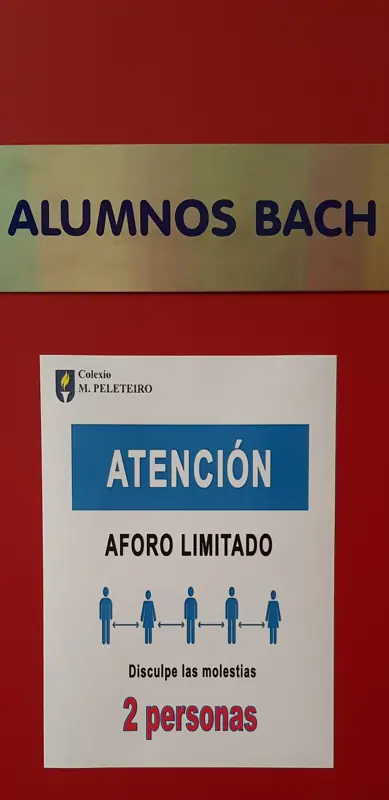 ALUMNOS BACH
Colexio
M. PELETEIRO
ATENCIÓN
AFORO LIMITADO
Disculpe las molestias
2 personas